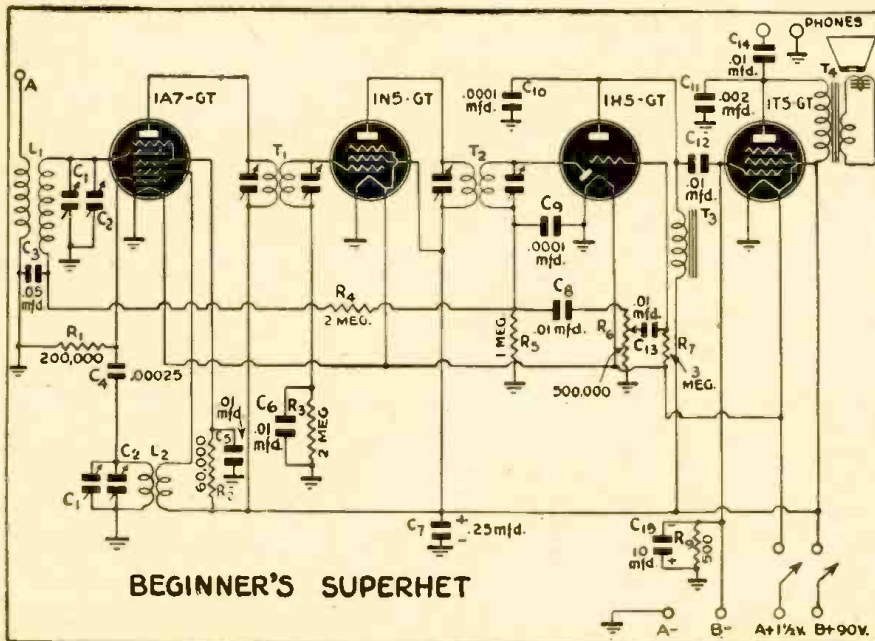 PHONES
C14
.01
mfd.
T4
A
1A7-GT
1N5-GT
.0001
mfd.
C10
1H5-GT
C11
.002
mfd.
1T5-GT
L1
C1
C2
T1
T2
C12
.01
mfd.
C9
.0001
mfd.
T3
C3
.05
mfd.
R4
2 MEG.
C8
.01 mfd.
R6
.01
mfd.
C13
R7
3
MEG.
R1
200,000
1 MEG.
R5
500,000
C4
.00025
.01
mfd.
C5
C6
.01
mfd.
R3
2 MEG
C1
C2
L2
60,000
C7
+
-
.25mfd.
C15
10
mfd.
-
+
500
BEGINNER'S SUPERHET
A-
B-
A+1½V.
B+90V.